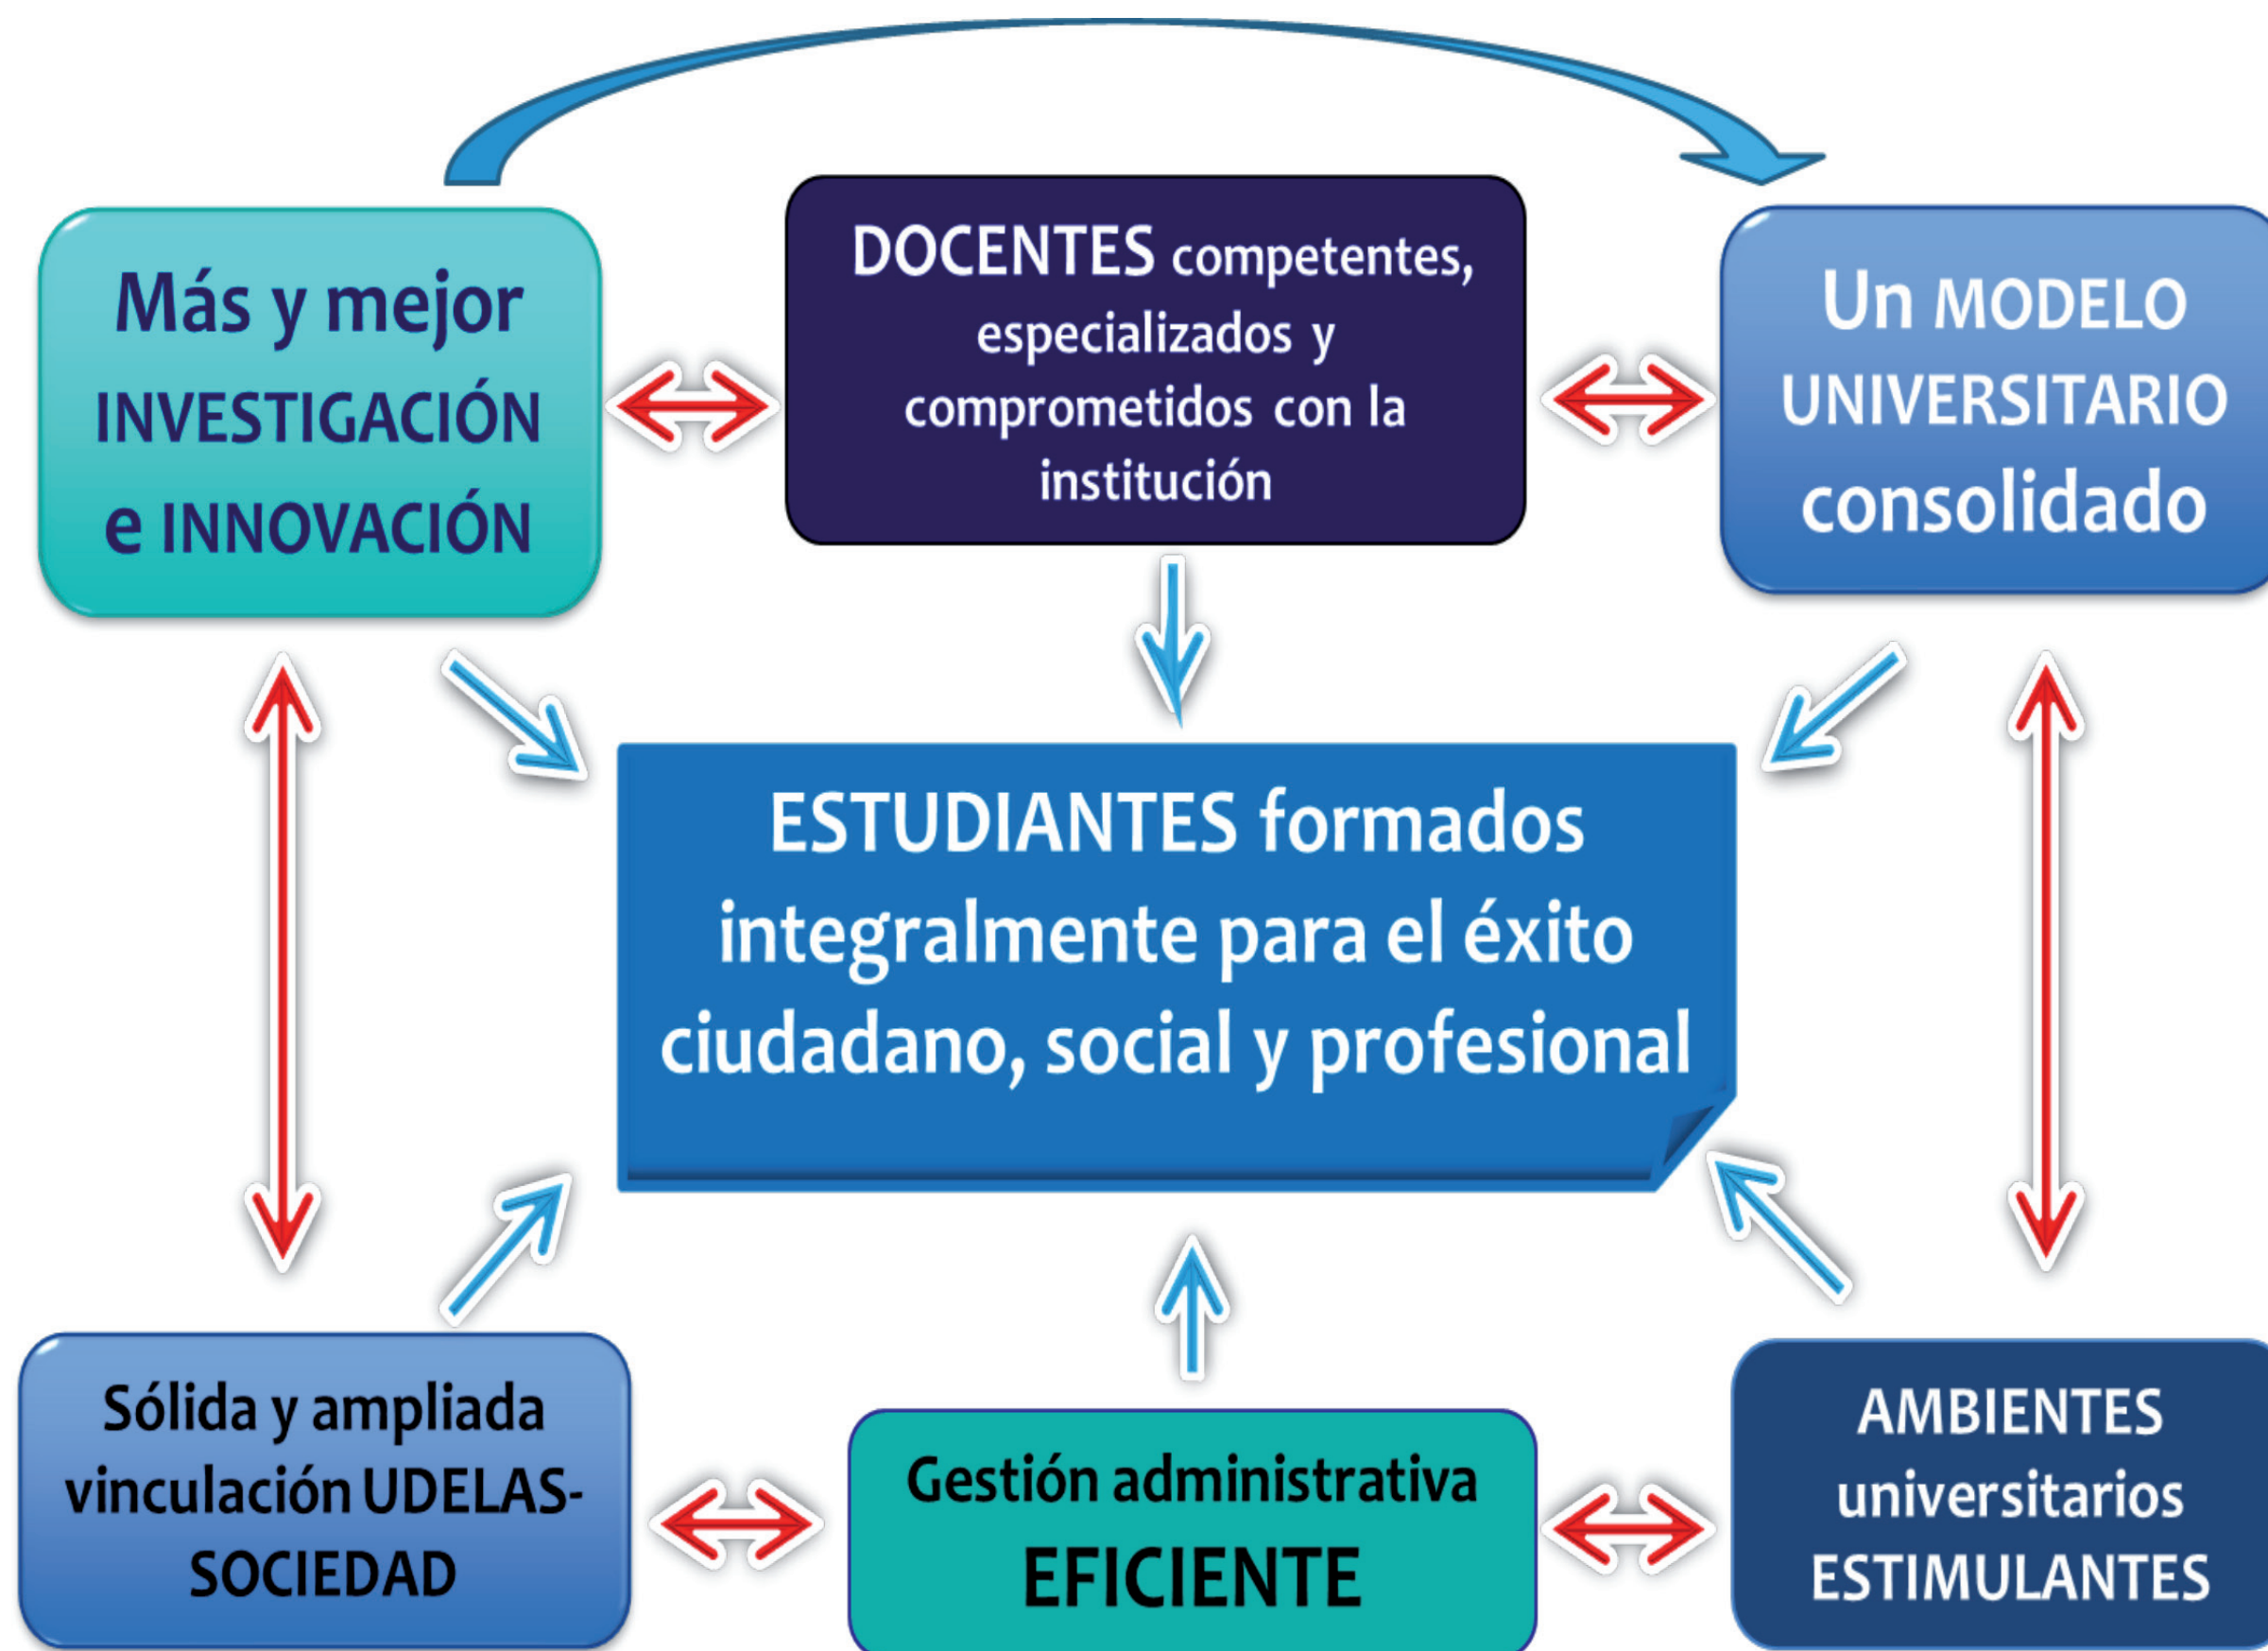 Más y mejor
INVESTIGACIÓN
e INNOVACIÓN
DOCENTES competentes,
especializados y
comprometidos con la
institución
Un MODELO
UNIVERSITARIO
consolidado
ESTUDIANTES formados
integralmente para el éxito
ciudadano, social y profesional
Sólida y ampliada
vinculación UDELAS-
SOCIEDAD
Gestión administrativa
EFICIENTE
AMBIENTES
universitarios
ESTIMULANTES